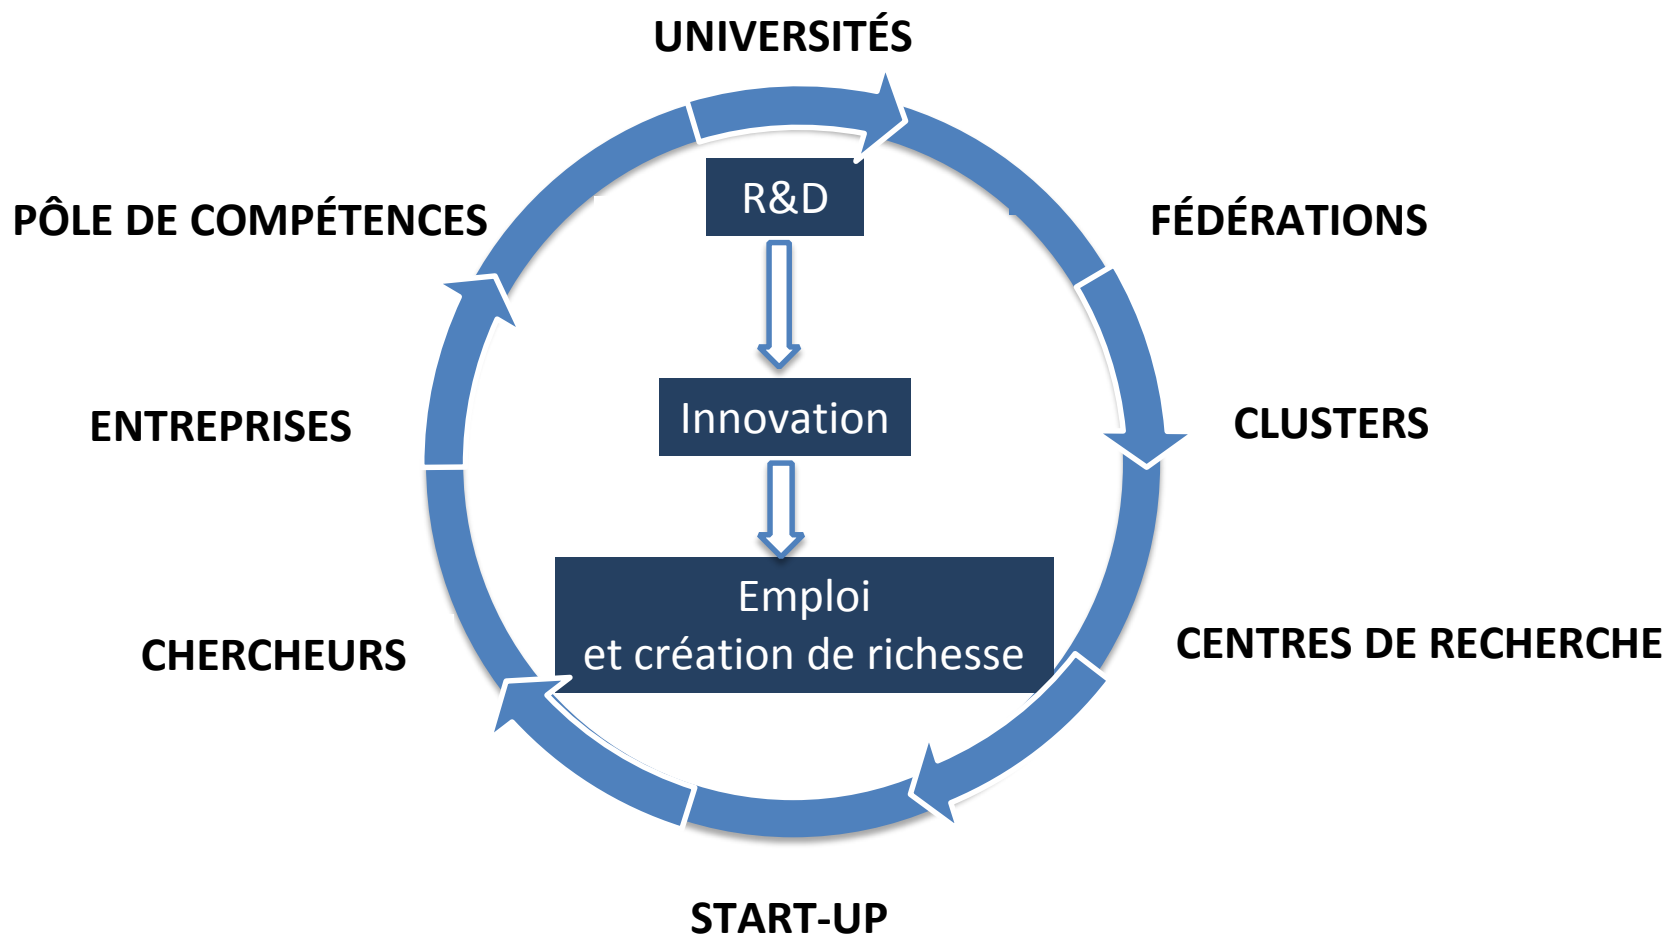 UNIVERSITÉS
R&D
PÔLE DE COMPÉTENCES
FÉDÉRATIONS
Innovation
ENTREPRISES
CLUSTERS
Emploi
et création de richesse
CHERCHEURS
CENTRES DE RECHERCHE
START-UP